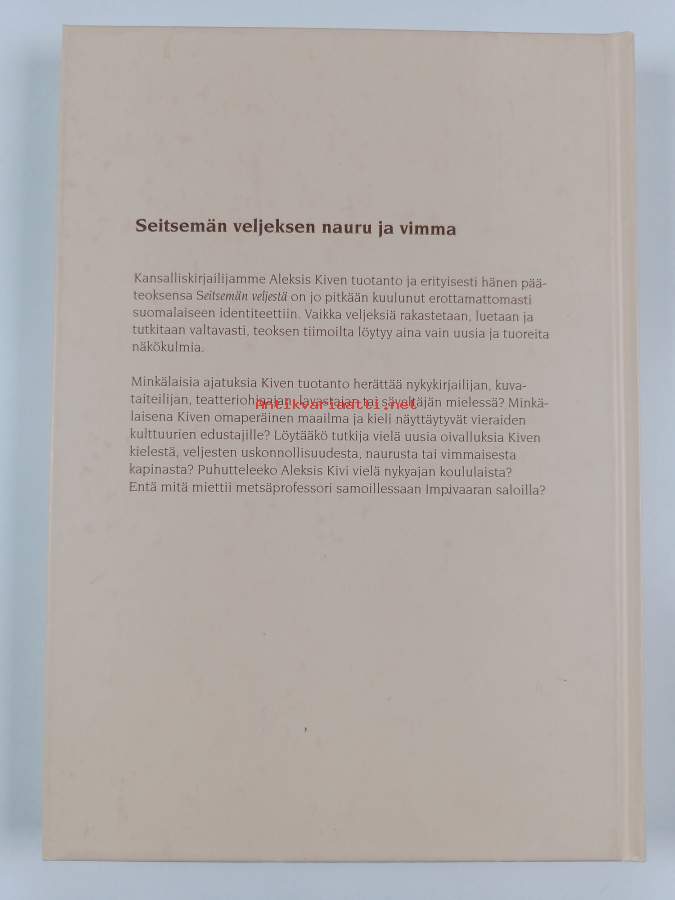 Seitsemän veljeksen nauru ja vimma
Kansalliskirjailijamme Aleksis Kiven tuotanto ja erityisesti hänen pää-
teoksensa Seitsemän veljestä on jo pitkään kuulunut erottamattomasti
suomalaiseen identiteettiin. Vaikka veljeksiä rakastetaan, luetaan ja
tutkitaan valtavasti, teoksen tiimoilta löytyy aina vain uusia ja tuoreita
näkökulmia.
Minkälaisia ajatuksia Kiven tuotanto herättää nykykirjailijan, kuva-
taiteilijan, teatteriohjaajan, lavastajan tai säveltäjän mielessä? Minkä-
Antikvariaatti.net
laisena Kiven omaperäinen maailma ja kieli näyttäytyvät vieraiden
kulttuurien edustajille? Löytääkö tutkija vielä uusia oivalluksia Kiven
kielestä, veljesten uskonnollisuudesta, naurusta tai vimmaisesta
kapinasta? Puhutteleeko Aleksis Kivi vielä nykyajan koululaista?
Entä mitä miettii metsäprofessori samoillessaan Impivaaran saloilla?